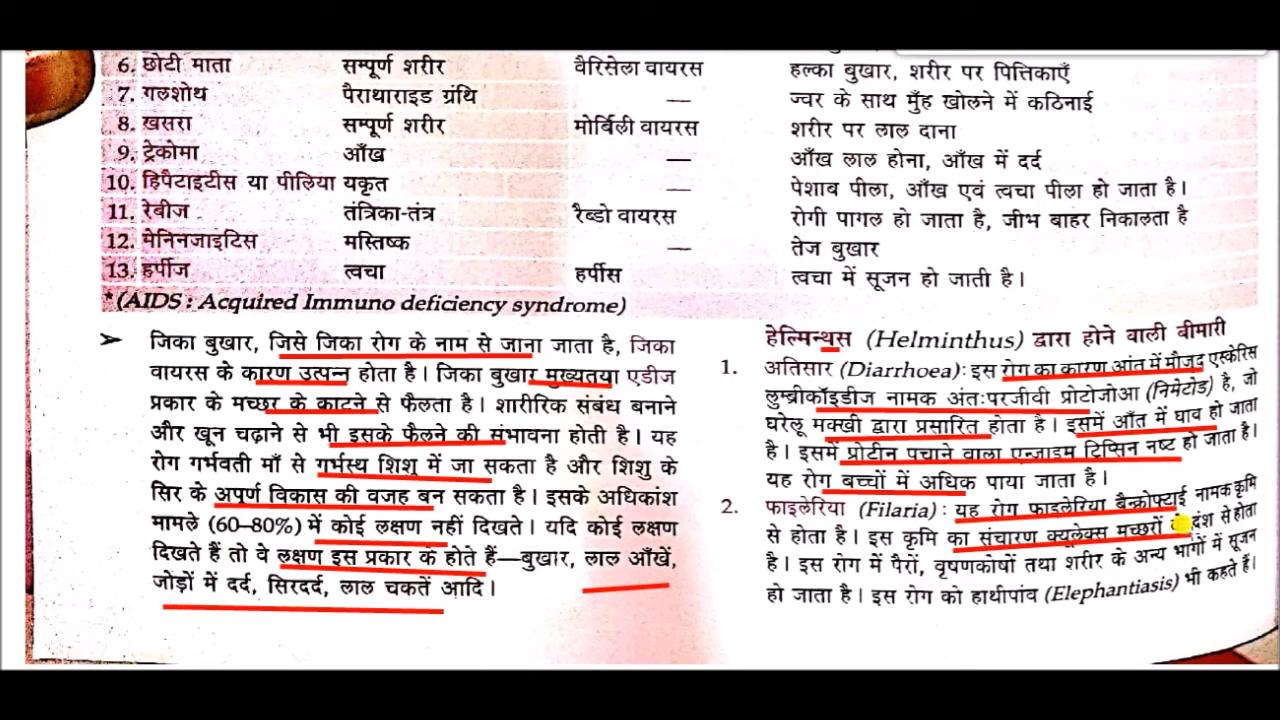 6. छोटी माता सम्पूर्ण शरीर वैरिसेला वायरस हल्का बुखार, शरीर पर पित्तिकाएँ
7. गलशोथ पैराथाराइड ग्रंथि — ज्वर के साथ मुँह खोलने में कठिनाई
8. खसरा सम्पूर्ण शरीर मोर्बिली वायरस शरीर पर लाल दाना
9. ट्रेकोमा आँख — आँख लाल होना, आँख में दर्द
10. हिपैटाइटीस या पीलिया यकृत — पेशाब पीला, आँख एवं त्वचा पीला हो जाता है।
11. रेबीज तंत्रिका-तंत्र रैब्डो वायरस रोगी पागल हो जाता है, जीभ बाहर निकालता है
12. मेनिनजाइटिस मस्तिष्क — तेज बुखार
13. हर्पीज त्वचा हर्पीस त्वचा में सूजन हो जाती है।
*(AIDS : Acquired Immuno deficiency syndrome)
➤ जिका बुखार, जिसे जिका रोग के नाम से जाना जाता है, जिका
वायरस के कारण उत्पन्न होता है। जिका बुखार मुख्यतया एडीज
प्रकार के मच्छर के काटने से फैलता है। शारीरिक संबंध बनाने
और खून चढ़ाने से भी इसके फैलने की संभावना होती है। यह
रोग गर्भवती माँ से गर्भस्थ शिशु में जा सकता है और शिशु के
सिर के अपूर्ण विकास की वजह बन सकता है। इसके अधिकांश
मामले (60–80%) में कोई लक्षण नहीं दिखते। यदि कोई लक्षण
दिखते हैं तो वे लक्षण इस प्रकार के होते हैं—बुखार, लाल आँखें,
जोड़ों में दर्द, सिरदर्द, लाल चकतें आदि।
हेल्मिन्थस (Helminthus) द्वारा होने वाली बीमारी
1. अतिसार (Diarrhoea): इस रोग का कारण आंत में मौजूद एस्केरिस
लुम्ब्रीकॉइडीज नामक अंतःपरजीवी प्रोटोजोआ (निमेटोड) है, जो
घरेलू मक्खी द्वारा प्रसारित होता है। इसमें आँत में घाव हो जाता
है। इसमें प्रोटीन पचाने वाला एन्जाइम ट्रिप्सिन नष्ट हो जाता है।
यह रोग बच्चों में अधिक पाया जाता है।
2. फाइलेरिया (Filaria) : यह रोग फाइलेरिया बैन्क्रोफ्टाई नामक कृमि
से होता है। इस कृमि का संचारण क्यूलेक्स मच्छरों के दंश से होता
है। इस रोग में पैरों, वृषणकोषों तथा शरीर के अन्य भागों में सूजन
हो जाता है। इस रोग को हाथीपांव (Elephantiasis) भी कहते हैं।